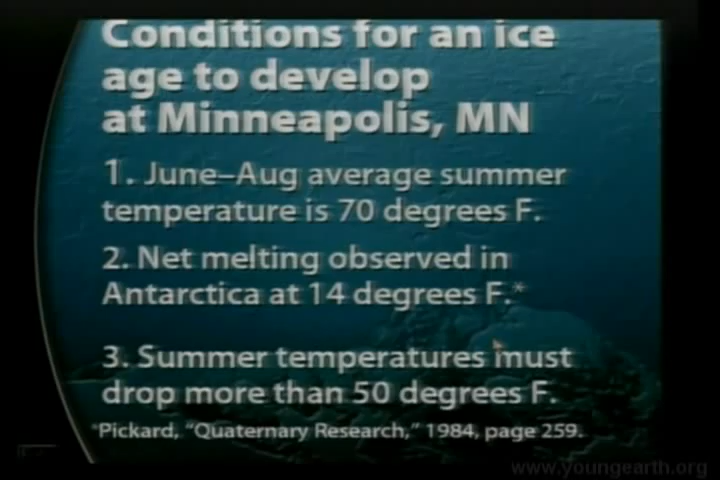 Conditions for an ice
age to develop
at Minneapolis, MN
1. June–Aug average summer
temperature is 70 degrees F.
2. Net melting observed in
Antarctica at 14 degrees F.*
3. Summer temperatures must
drop more than 50 degrees F.
*Pickard, “Quaternary Research,” 1984, page 259.
www.youngearth.org